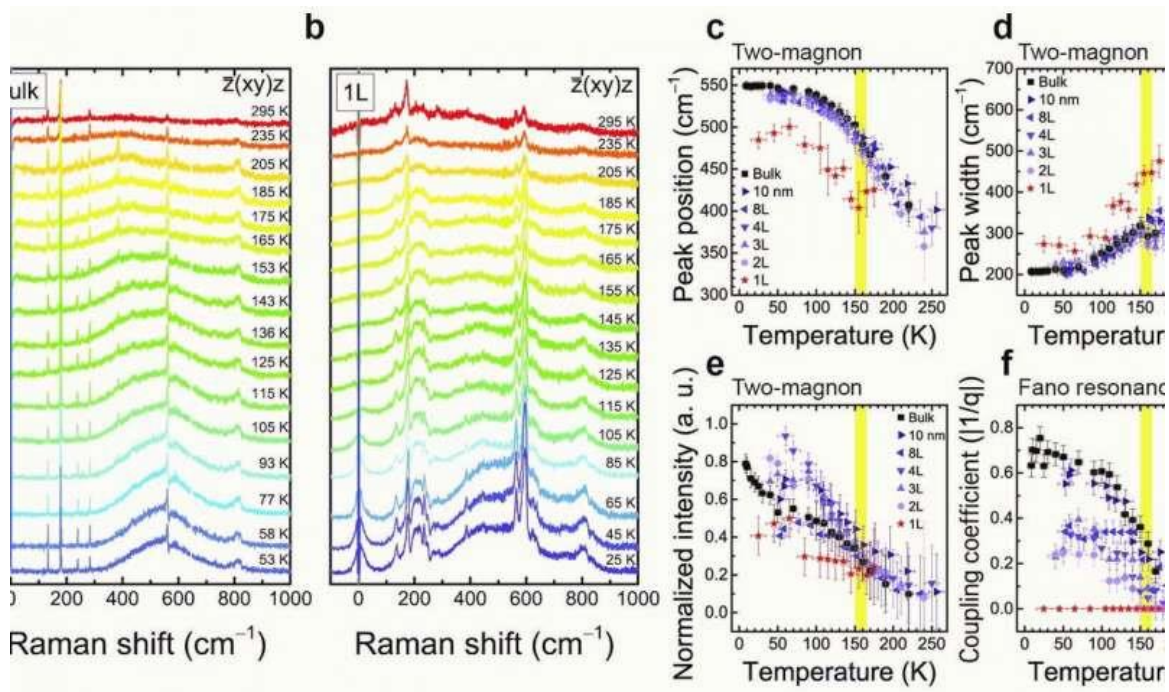 b
c
d
ulk
z̄(xy)z
295 K
235 K
205 K
185 K
175 K
165 K
153 K
143 K
136 K
125 K
115 K
105 K
93 K
77 K
58 K
53 K
0 200 400 600 800 1000
Raman shift (cm⁻¹)
1L
z̄(xy)z
295 K
235 K
205 K
185 K
175 K
165 K
155 K
145 K
135 K
125 K
115 K
105 K
85 K
65 K
45 K
25 K
0 200 400 600 800 1000
Raman shift (cm⁻¹)
Two-magnon
Peak position (cm⁻¹)
550
500
450
400
350
300
Bulk
10 nm
8L
4L
3L
2L
1L
0 50 100 150 200 250
Temperature (K)
Two-magnon
Peak width (cm⁻¹)
700
600
500
400
300
200
Bulk
10 nm
8L
4L
3L
2L
1L
0 50 100 150
Temperature (K
e
Two-magnon
Normalized intensity (a. u.)
1.0
0.8
0.6
0.4
0.2
0.0
Bulk
10 nm
8L
4L
3L
2L
1L
0 50 100 150 200 250
Temperature (K)
f
Fano resonanc
Coupling coefficient (|1/q|)
0.8
0.6
0.4
0.2
0.0
0 50 100 150
Temperature